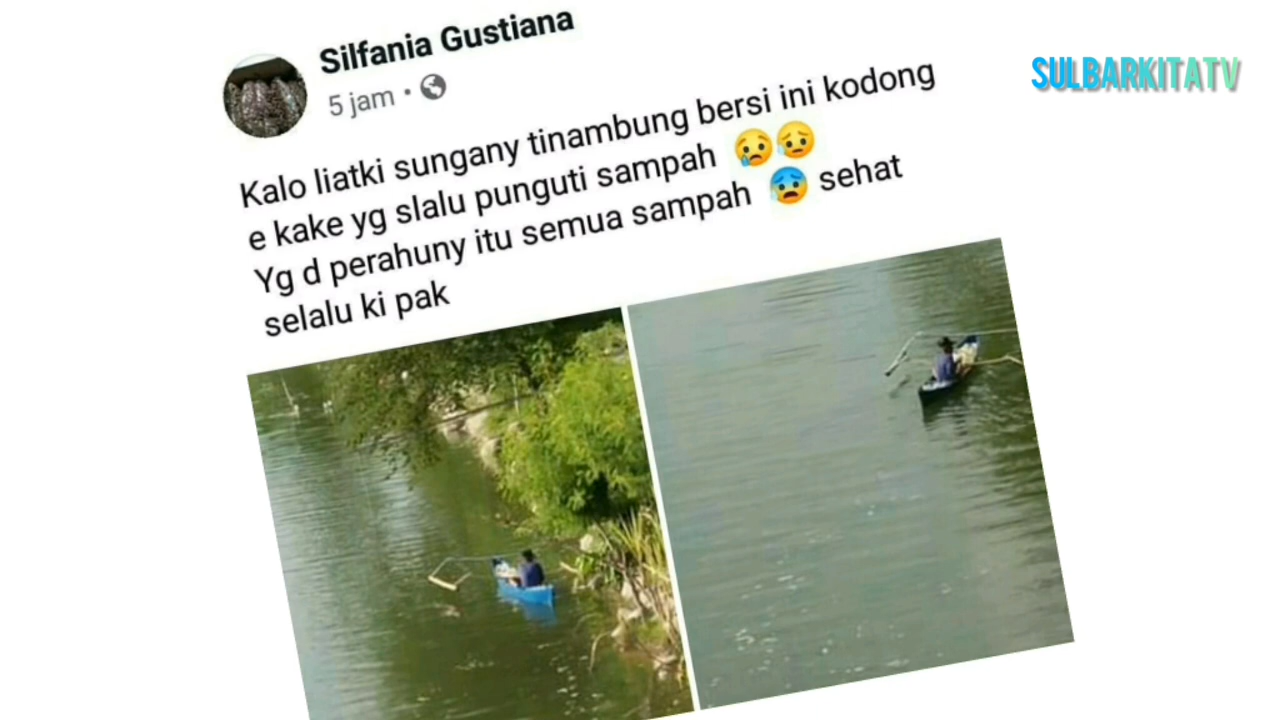 Silfania Gustiana
5 jam •
SULBARKITATV
Kalo liatki sungany tinambung bersi ini kodong
e kake yg slalu punguti sampah 😢😥
Yg d perahuny itu semua sampah 😰 sehat
selalu ki pak